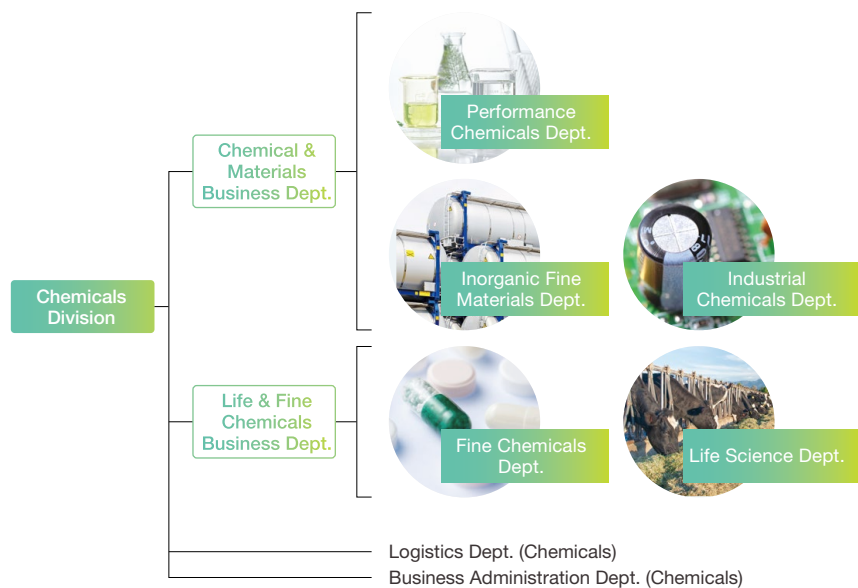 Chemicals
Division
Chemical &
Materials
Business Dept.
Performance
Chemicals Dept.
Inorganic Fine
Materials Dept.
Industrial
Chemicals Dept.
Life & Fine
Chemicals
Business Dept.
Fine Chemicals
Dept.
Life Science Dept.
Logistics Dept. (Chemicals)
Business Administration Dept. (Chemicals)